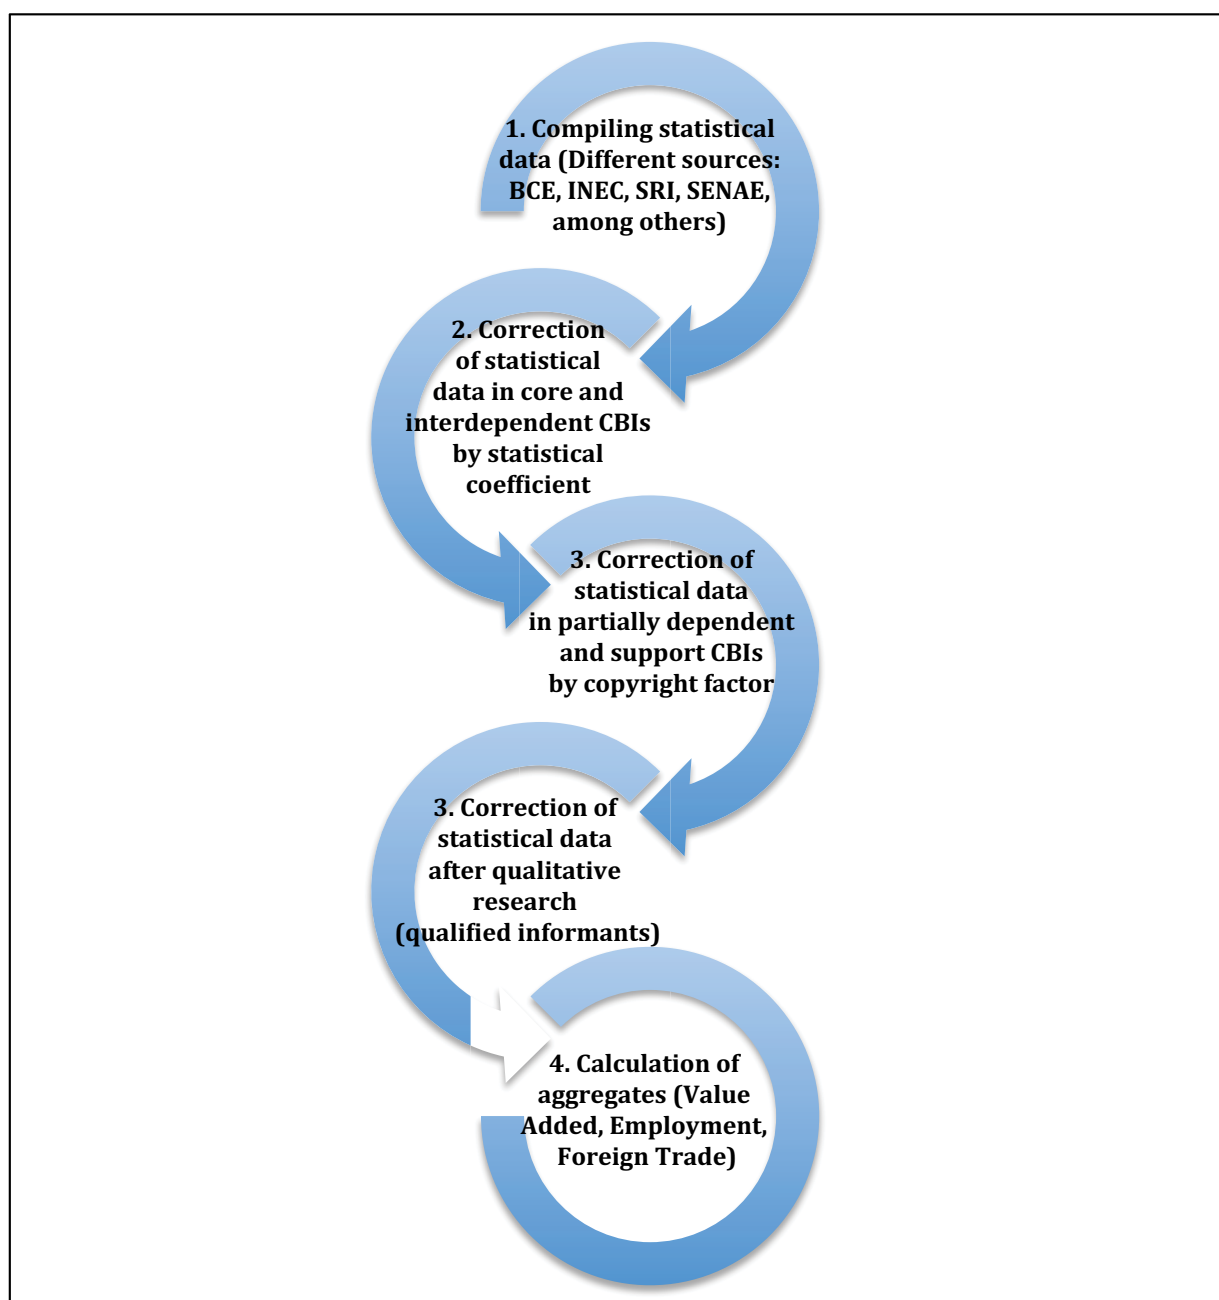 1. Compiling statistical
data (Different sources:
BCE, INEC, SRI, SENAE,
among others)
2. Correction
of statistical
data in core and
interdependent CBIs
by statistical
coefficient
3. Correction of
statistical data
in partially dependent
and support CBIs
by copyright factor
3. Correction of
statistical data
after qualitative
research
(qualified informants)
4. Calculation of
aggregates (Value
Added, Employment,
Foreign Trade)